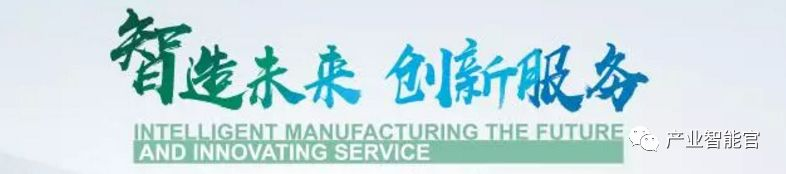 智造未来 创新服务
INTELLIGENT MANUFACTURING THE FUTURE
AND INNOVATING SERVICE
产业智能官